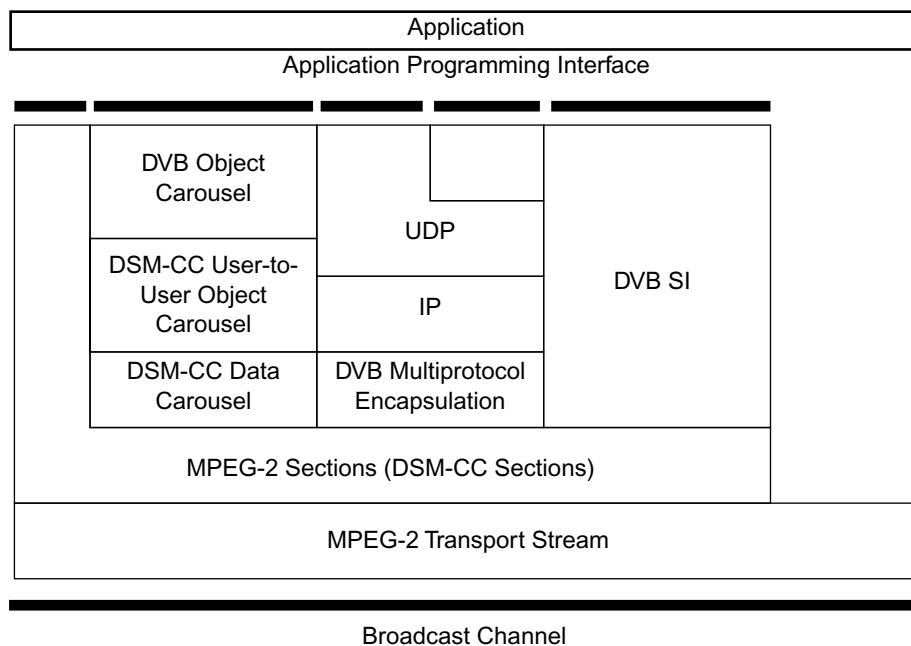 Application
Application Programming Interface
DVB Object
Carousel
DSM-CC User-to-
User Object
Carousel
DSM-CC Data
Carousel
UDP
IP
DVB Multiprotocol
Encapsulation
DVB SI
MPEG-2 Sections (DSM-CC Sections)
MPEG-2 Transport Stream
Broadcast Channel